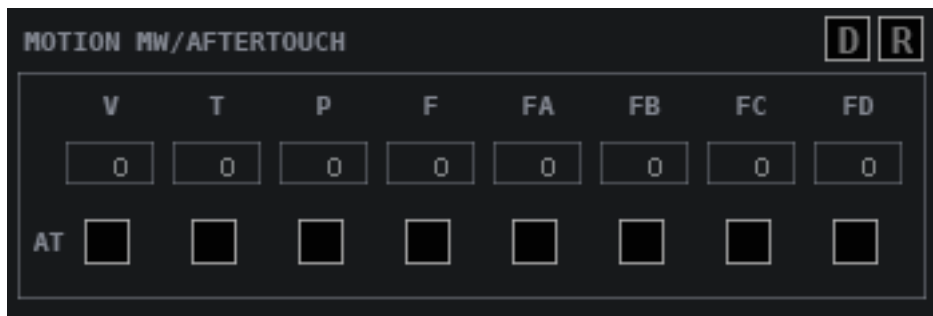 MOTION MW/AFTERTOUCH D R
V T P F FA FB FC FD
0 0 0 0 0 0 0 0
AT